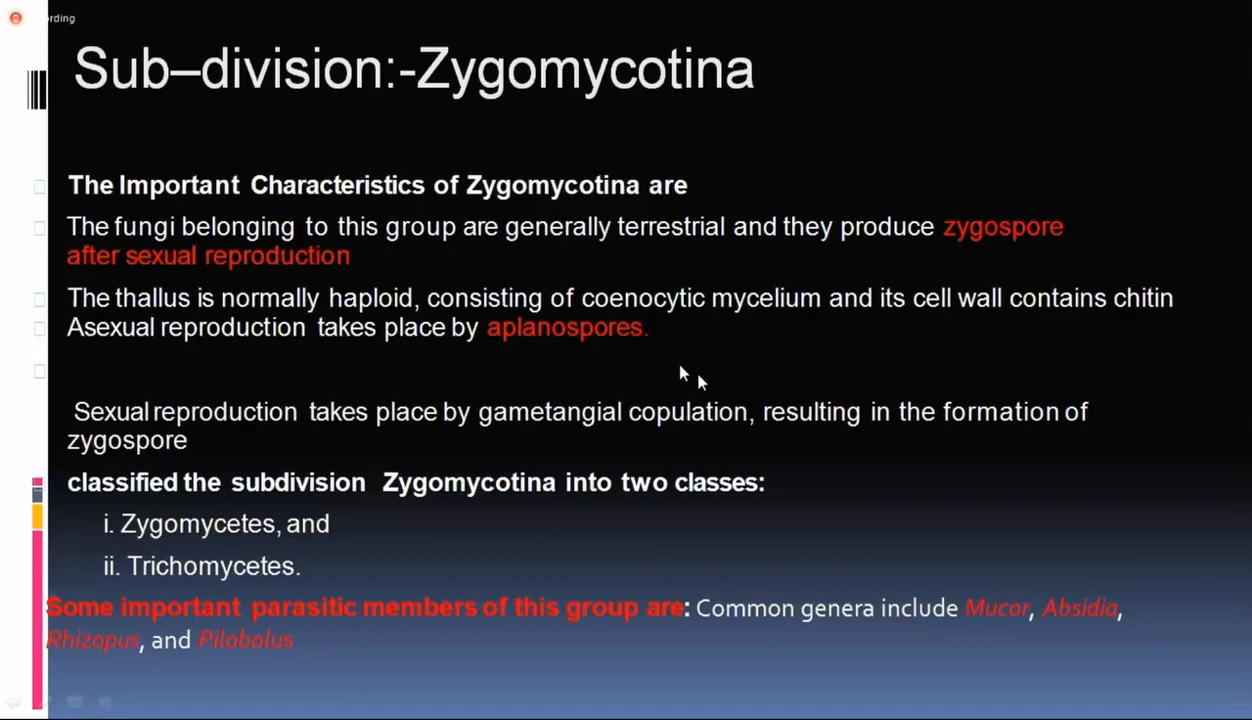 Sub–division:-Zygomycotina
The Important Characteristics of Zygomycotina are
The fungi belonging to this group are generally terrestrial and they produce zygospore
after sexual reproduction
The thallus is normally haploid, consisting of coenocytic mycelium and its cell wall contains chitin
Asexual reproduction takes place by aplanospores.
Sexual reproduction takes place by gametangial copulation, resulting in the formation of
zygospore
classified the subdivision Zygomycotina into two classes:
i. Zygomycetes, and
ii. Trichomycetes.
Some important parasitic members of this group are: Common genera include Mucor, Absidia,
Rhizopus, and Pilobolus